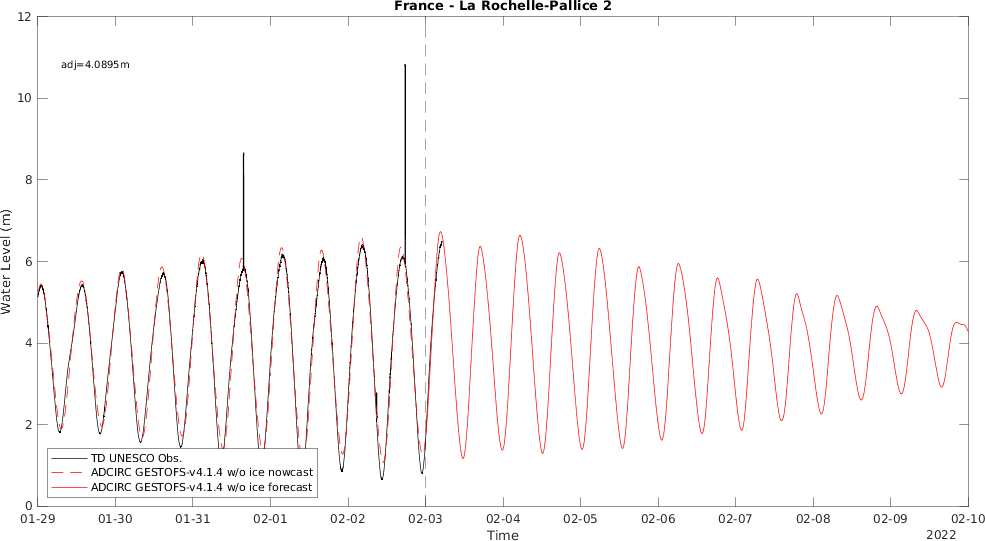 France - La Rochelle-Pallice 2
12
10
8
6
4
2
0
adj=4.0895m
Water Level (m)
TD UNESCO Obs.
ADCIRC GESTOFS-v4.1.4 w/o ice nowcast
ADCIRC GESTOFS-v4.1.4 w/o ice forecast
01-29 01-30 01-31 02-01 02-02 02-03 02-04 02-05 02-06 02-07 02-08 02-09 02-10
Time
2022